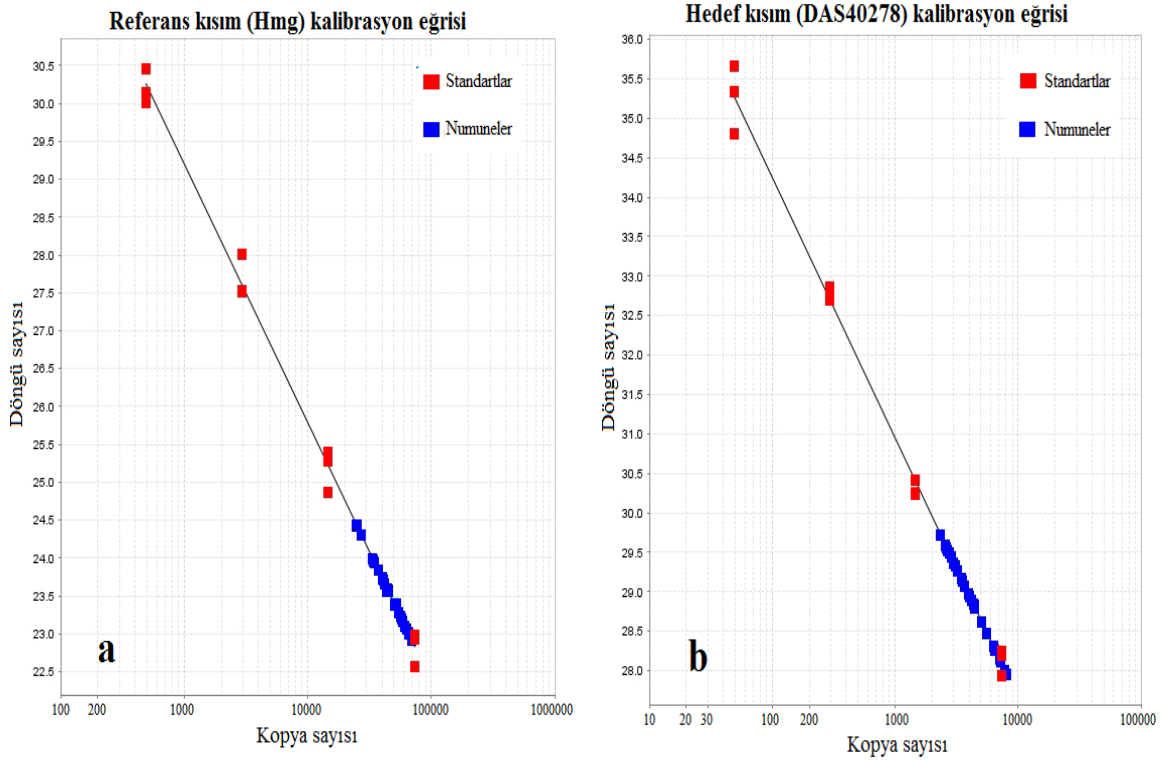 Referans kısım (Hmg) kalibrasyon eğrisi
30.5
30.0
29.5
29.0
28.5
28.0
27.5
27.0
26.5
26.0
25.5
25.0
24.5
24.0
23.5
23.0
22.5
Döngü sayısı
Standartlar
Numuneler
a
100 200 1000 10000 100000 1000000
Kopya sayısı
Hedef kısım (DAS40278) kalibrasyon eğrisi
36.0
35.5
35.0
34.5
34.0
33.5
33.0
32.5
32.0
31.5
31.0
30.5
30.0
29.5
29.0
28.5
28.0
Döngü sayısı
Standartlar
Numuneler
b
10 20 30 100 200 1000 10000 100000
Kopya sayısı